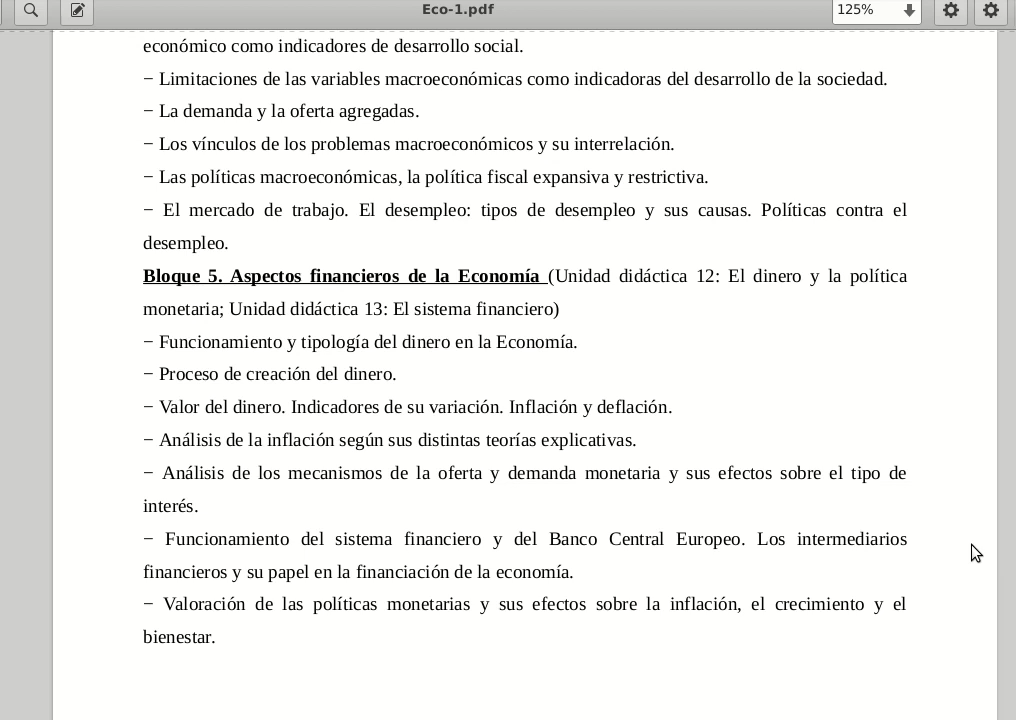 Eco-1.pdf
125%
económico como indicadores de desarrollo social.
− Limitaciones de las variables macroeconómicas como indicadoras del desarrollo de la sociedad.
− La demanda y la oferta agregadas.
− Los vínculos de los problemas macroeconómicos y su interrelación.
− Las políticas macroeconómicas, la política fiscal expansiva y restrictiva.
− El mercado de trabajo. El desempleo: tipos de desempleo y sus causas. Políticas contra el
desempleo.
Bloque 5. Aspectos financieros de la Economía (Unidad didáctica 12: El dinero y la política
monetaria; Unidad didáctica 13: El sistema financiero)
− Funcionamiento y tipología del dinero en la Economía.
− Proceso de creación del dinero.
− Valor del dinero. Indicadores de su variación. Inflación y deflación.
− Análisis de la inflación según sus distintas teorías explicativas.
− Análisis de los mecanismos de la oferta y demanda monetaria y sus efectos sobre el tipo de
interés.
− Funcionamiento del sistema financiero y del Banco Central Europeo. Los intermediarios
financieros y su papel en la financiación de la economía.
− Valoración de las políticas monetarias y sus efectos sobre la inflación, el crecimiento y el
bienestar.